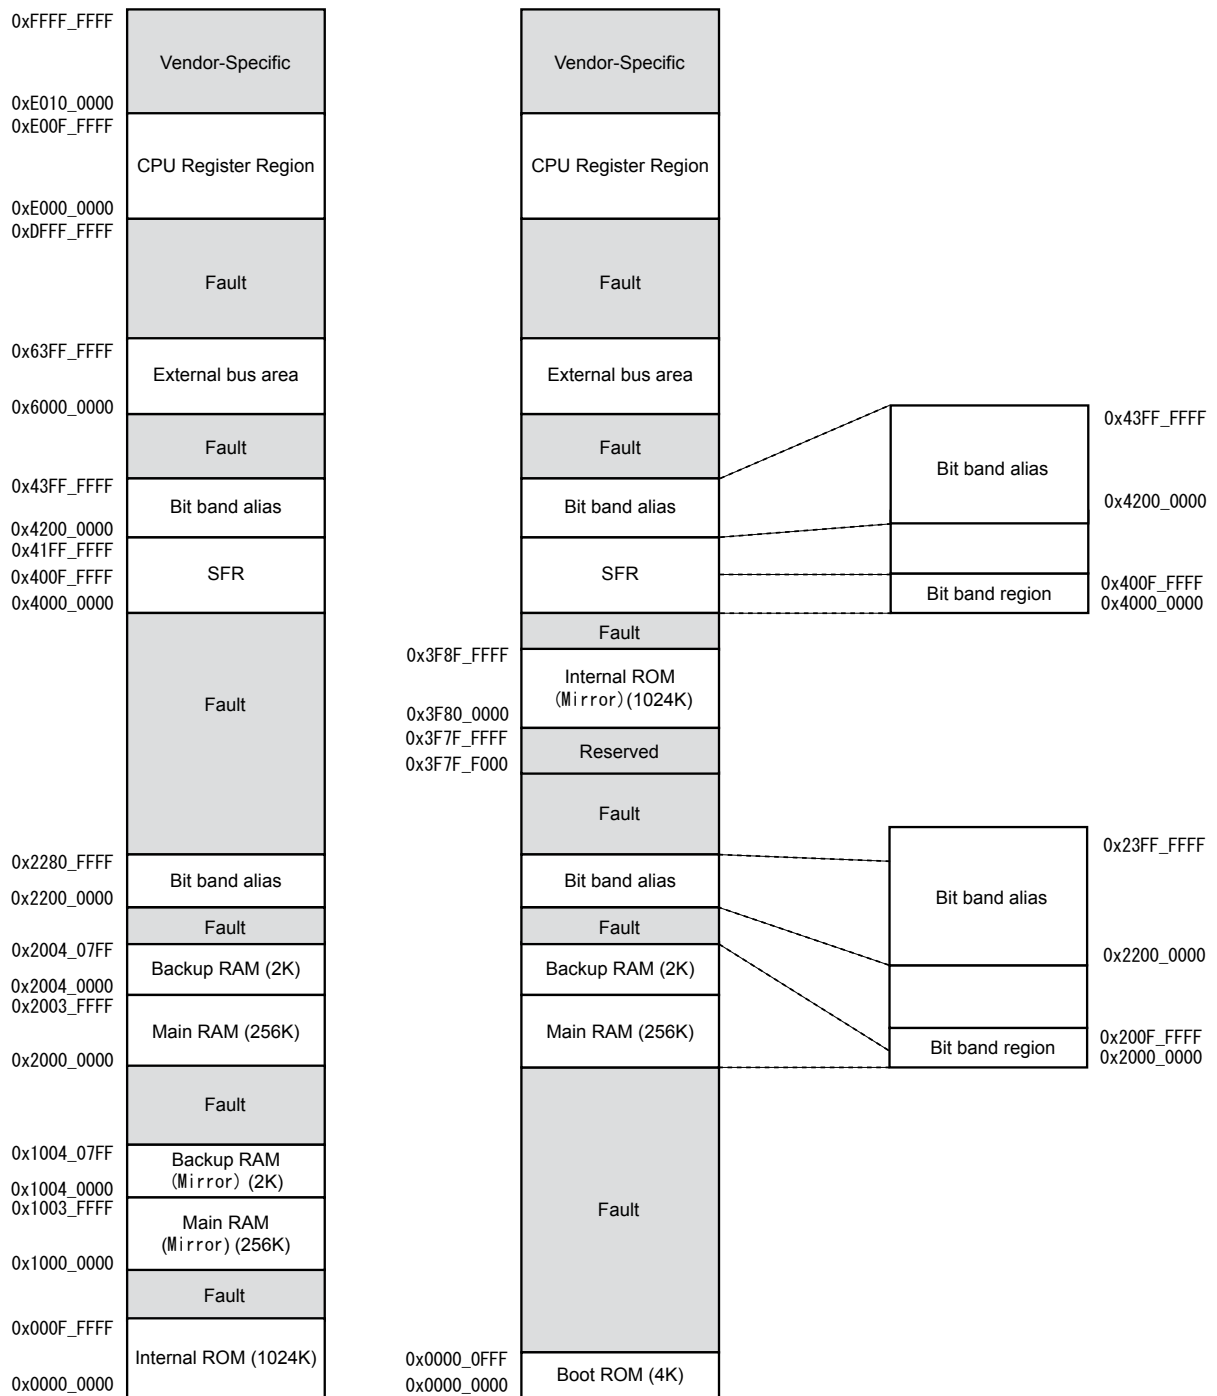 0xFFFF_FFFF
Vendor-Specific
0xE010_0000
0xE00F_FFFF
CPU Register Region
0xE000_0000
0xDFFF_FFFF
Fault
0x63FF_FFFF
External bus area
0x6000_0000
Fault
0x43FF_FFFF
Bit band alias
0x4200_0000
0x41FF_FFFF
0x400F_FFFF
SFR
0x4000_0000
Fault
0x2280_FFFF
Bit band alias
0x2200_0000
Fault
0x2004_07FF
Backup RAM (2K)
0x2004_0000
0x2003_FFFF
Main RAM (256K)
0x2000_0000
Fault
0x1004_07FF
Backup RAM
(Mirror) (2K)
0x1004_0000
0x1003_FFFF
Main RAM
(Mirror) (256K)
0x1000_0000
Fault
0x000F_FFFF
Internal ROM (1024K)
0x0000_0000
Vendor-Specific
CPU Register Region
Fault
External bus area
Fault
Bit band alias
SFR
Fault
0x3F8F_FFFF
Internal ROM
(Mirror) (1024K)
0x3F80_0000
0x3F7F_FFFF
Reserved
0x3F7F_F000
Fault
Bit band alias
Fault
Backup RAM (2K)
Main RAM (256K)
Fault
0x0000_0FFF
Boot ROM (4K)
0x0000_0000
0x43FF_FFFF
Bit band alias
0x4200_0000
0x400F_FFFF
Bit band region
0x4000_0000
0x23FF_FFFF
Bit band alias
0x2200_0000
0x200F_FFFF
Bit band region
0x2000_0000